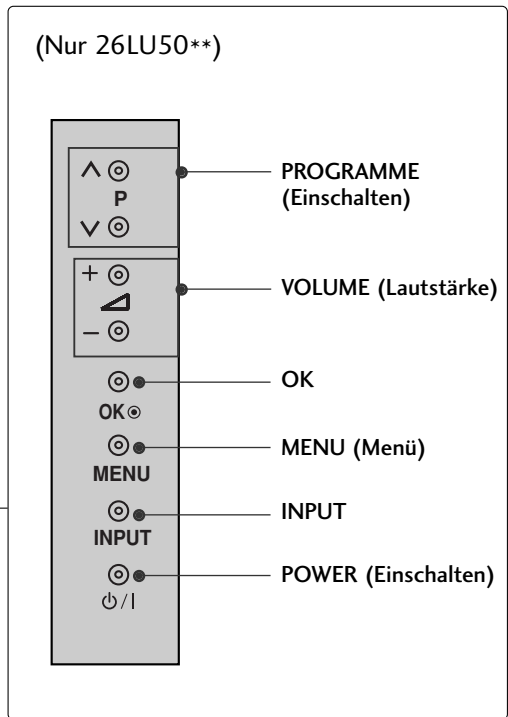 (Nur 26LU50**)
P
PROGRAMME
(Einschalten)
+
VOLUME (Lautstärke)
–
OK
OK
MENU
MENU (Menü)
INPUT
INPUT
POWER (Einschalten)
⏻/I